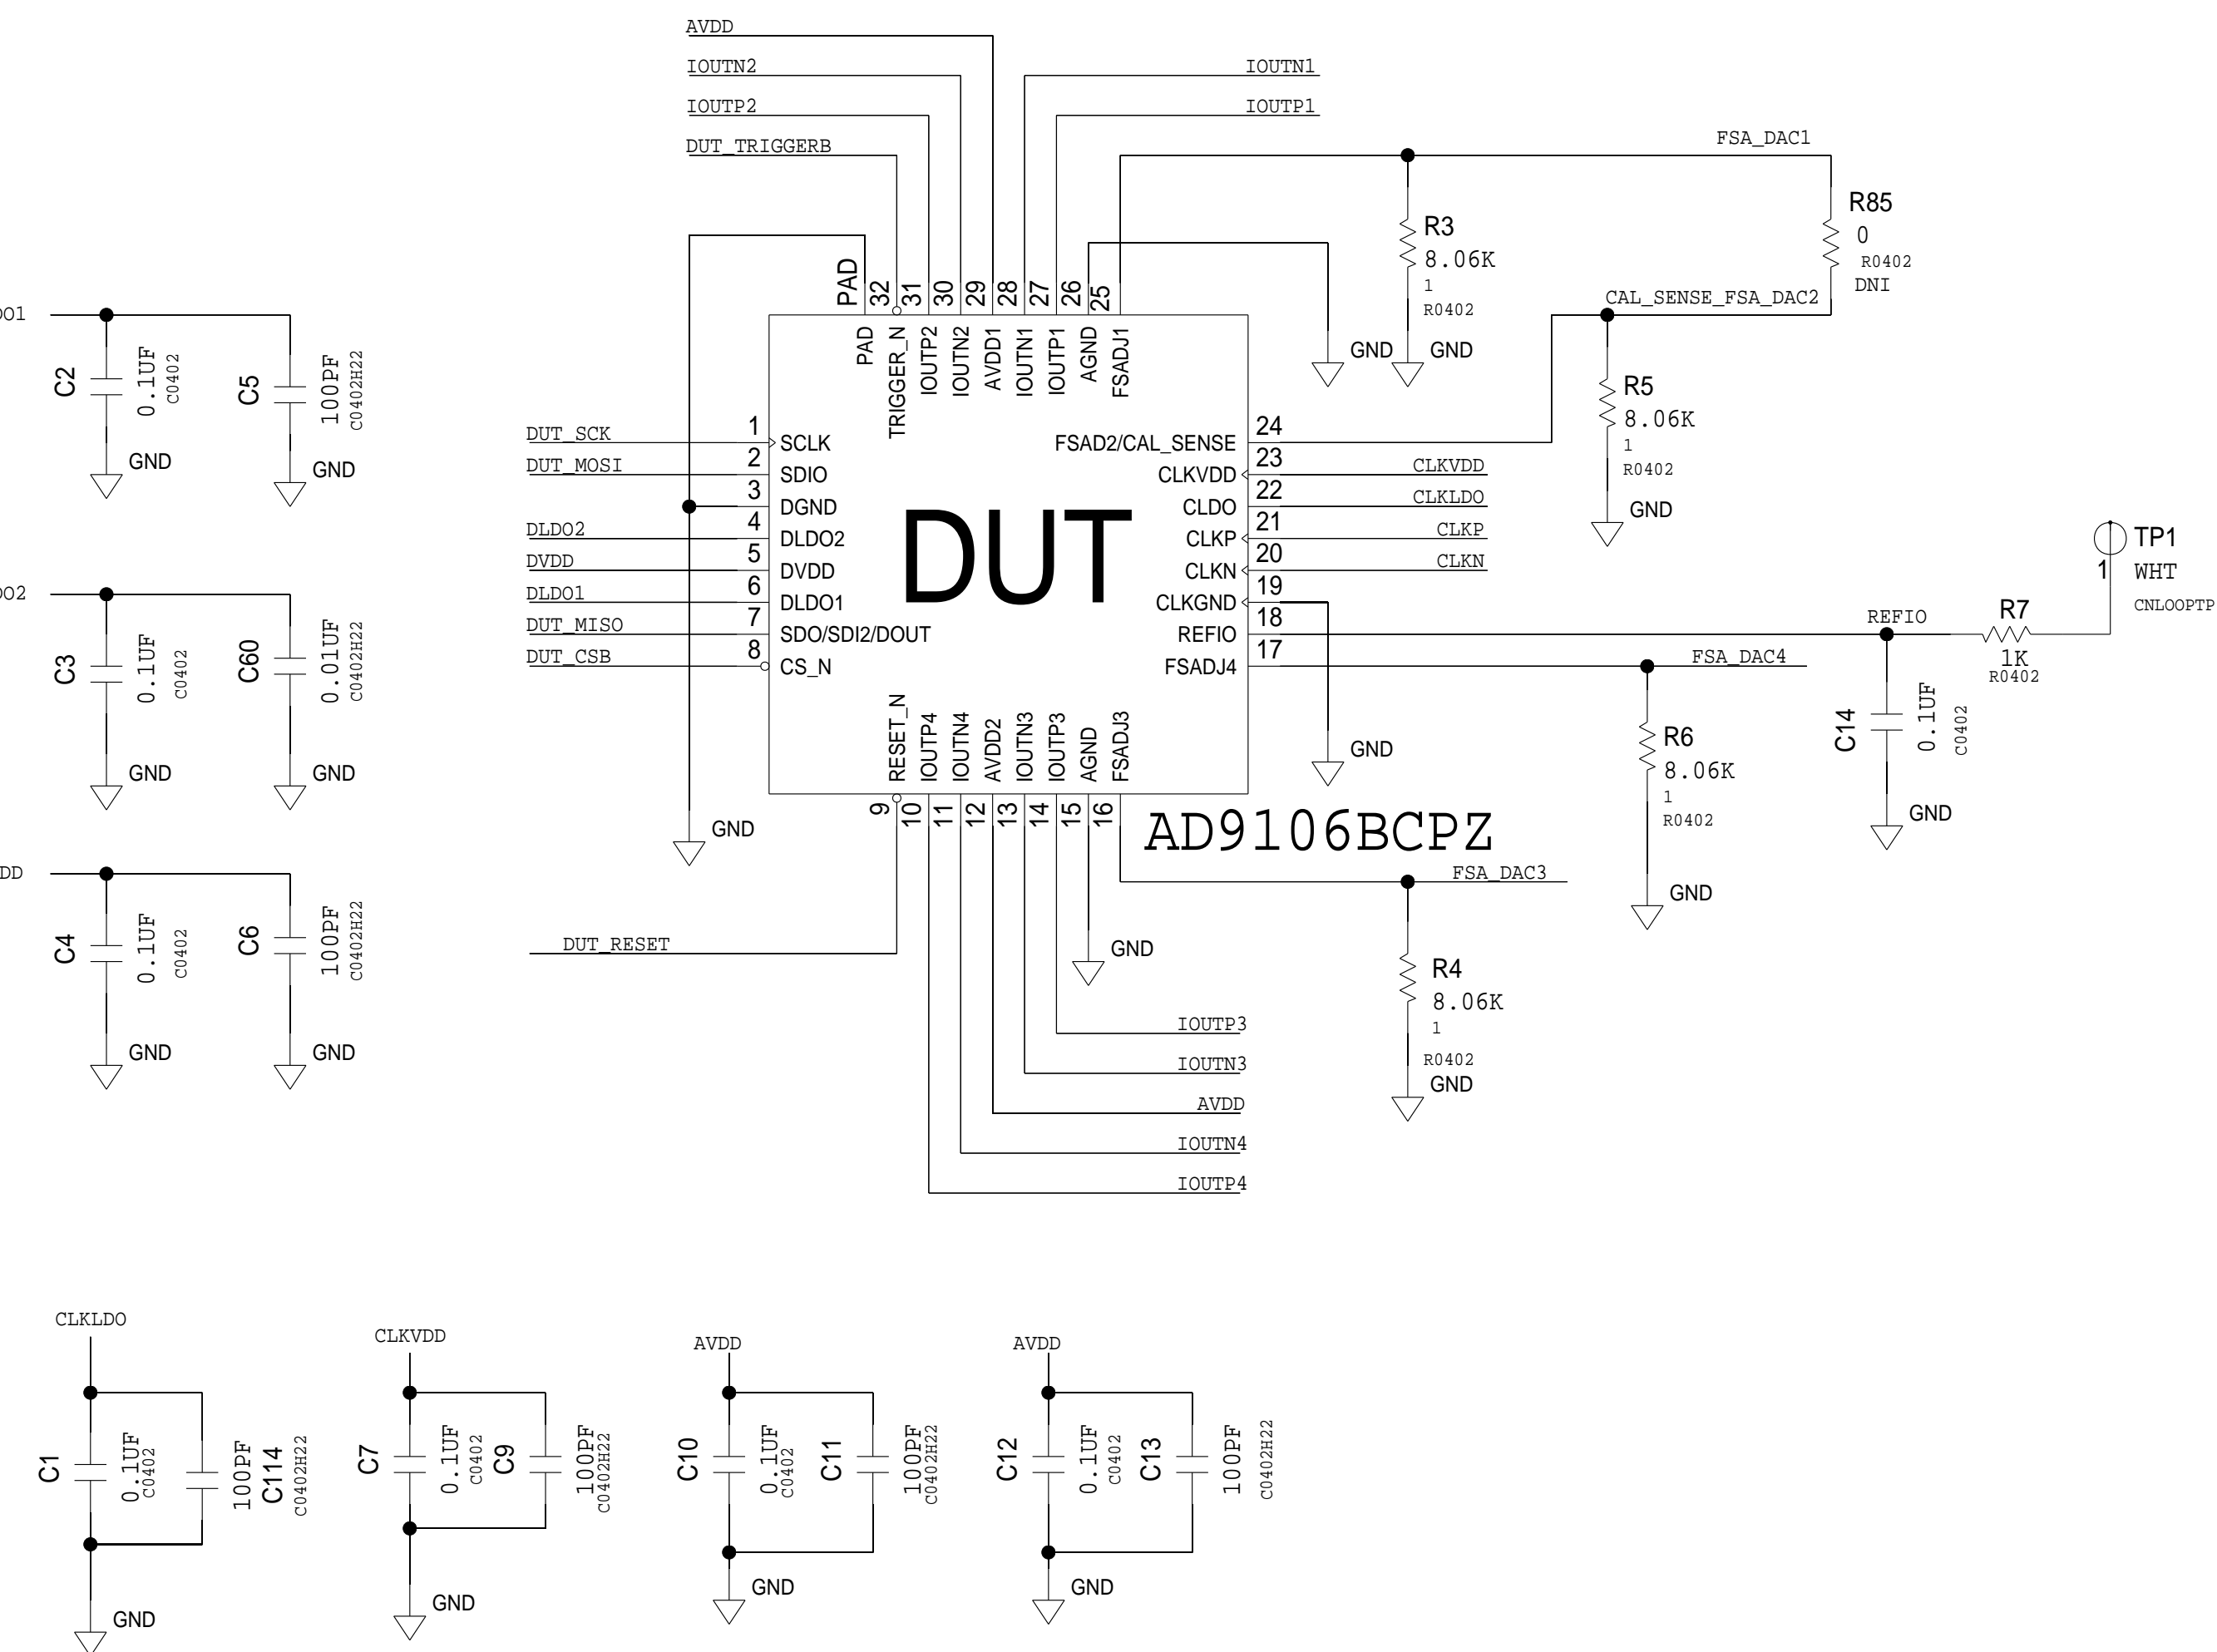 AVDD
IOUTN2
IOUTP2
DUT_TRIGGERB
IOUTN1
IOUTP1
FSA_DAC1
R85
0
R0402
DNI
R3
8.06K
1
R0402
GND
GND
CAL_SENSE_FSA_DAC2
R5
8.06K
1
R0402
GND
PAD
32
31
30
29
28
27
26
25
PAD
TRIGGER_N
IOUTP2
IOUTN2
AVDD1
IOUTN1
IOUTP1
AGND
FSADJ1
DO1
C2
0.1UF
C0402
GND
C5
100PF
C0402H22
GND
DO2
C3
0.1UF
C0402
GND
C60
0.01UF
C0402H22
GND
DD
C4
0.1UF
C0402
GND
C6
100PF
C0402H22
GND
DUT_SCK 1 SCLK
DUT_MOSI 2 SDIO
3 DGND
DLDO2 4 DLDO2
DVDD 5 DVDD
DLDO1 6 DLDO1
DUT_MISO 7 SDO/SDI2/DOUT
DUT_CSB 8 CS_N
DUT
FSAD2/CAL_SENSE 24
CLKVDD 23 CLKVDD
CLDO 22 CLKLDO
CLKP 21 CLKP
CLKN 20 CLKN
CLKGND 19
REFIO 18 REFIO
FSADJ4 17 FSA_DAC4
R7
1K
R0402
TP1
1
WHT
CNLOOPTP
C14
0.1UF
C0402
GND
R6
8.06K
1
R0402
GND
GND
RESET_N
IOUTP4
IOUTN4
AVDD2
IOUTN3
IOUTP3
AGND
FSADJ3
9
10
11
12
13
14
15
16
GND
AD9106BCPZ
FSA_DAC3
DUT_RESET
GND
R4
8.06K
1
R0402
GND
IOUTP3
IOUTN3
AVDD
IOUTN4
IOUTP4
CLKLDO
C1
0.1UF
C0402
100PF
C114
C0402H22
GND
CLKVDD
C7
0.1UF
C0402
C9
100PF
C0402H22
GND
AVDD
C10
0.1UF
C0402
C11
100PF
C0402H22
GND
AVDD
C12
0.1UF
C0402
C13
100PF
C0402H22
GND